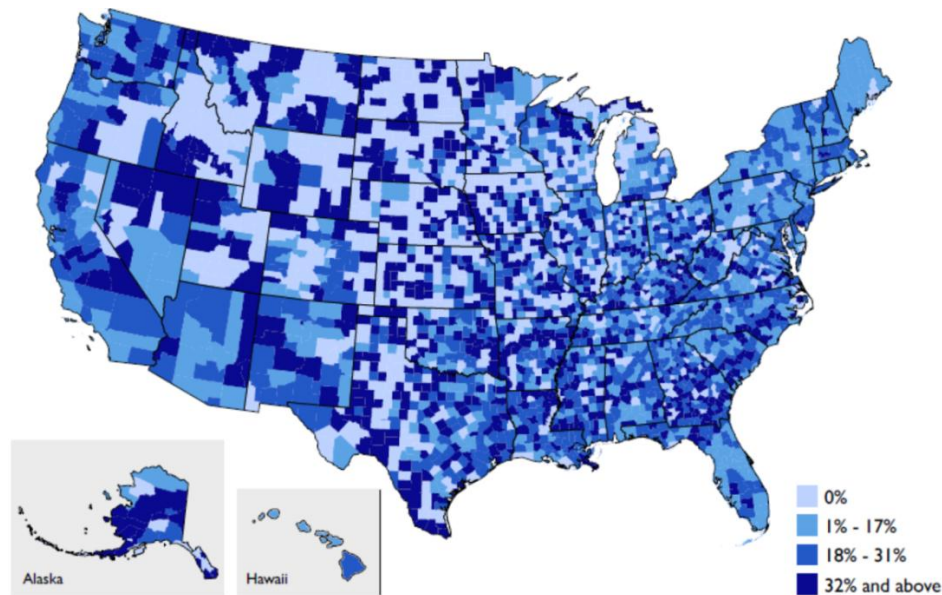 0%
1% - 17%
18% - 31%
32% and above
Alaska
Hawaii